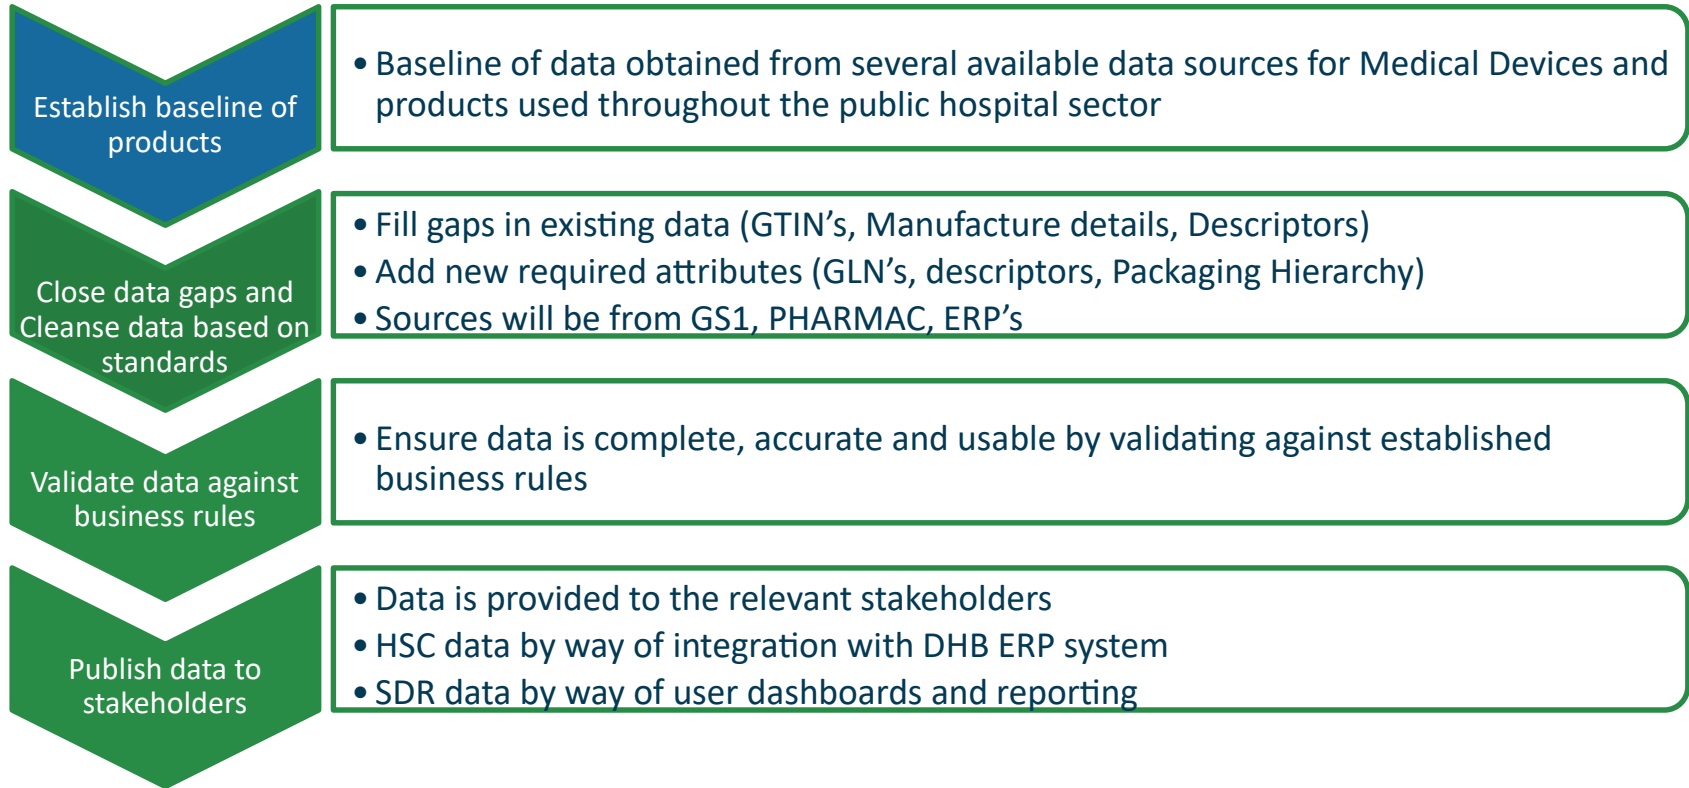 Establish baseline of
products
• Baseline of data obtained from several available data sources for Medical Devices and
products used throughout the public hospital sector
Close data gaps and
Cleanse data based on
standards
• Fill gaps in existing data (GTIN’s, Manufacture details, Descriptors)
• Add new required attributes (GLN’s, descriptors, Packaging Hierarchy)
• Sources will be from GS1, PHARMAC, ERP’s
Validate data against
business rules
• Ensure data is complete, accurate and usable by validating against established
business rules
Publish data to
stakeholders
• Data is provided to the relevant stakeholders
• HSC data by way of integration with DHB ERP system
• SDR data by way of user dashboards and reporting